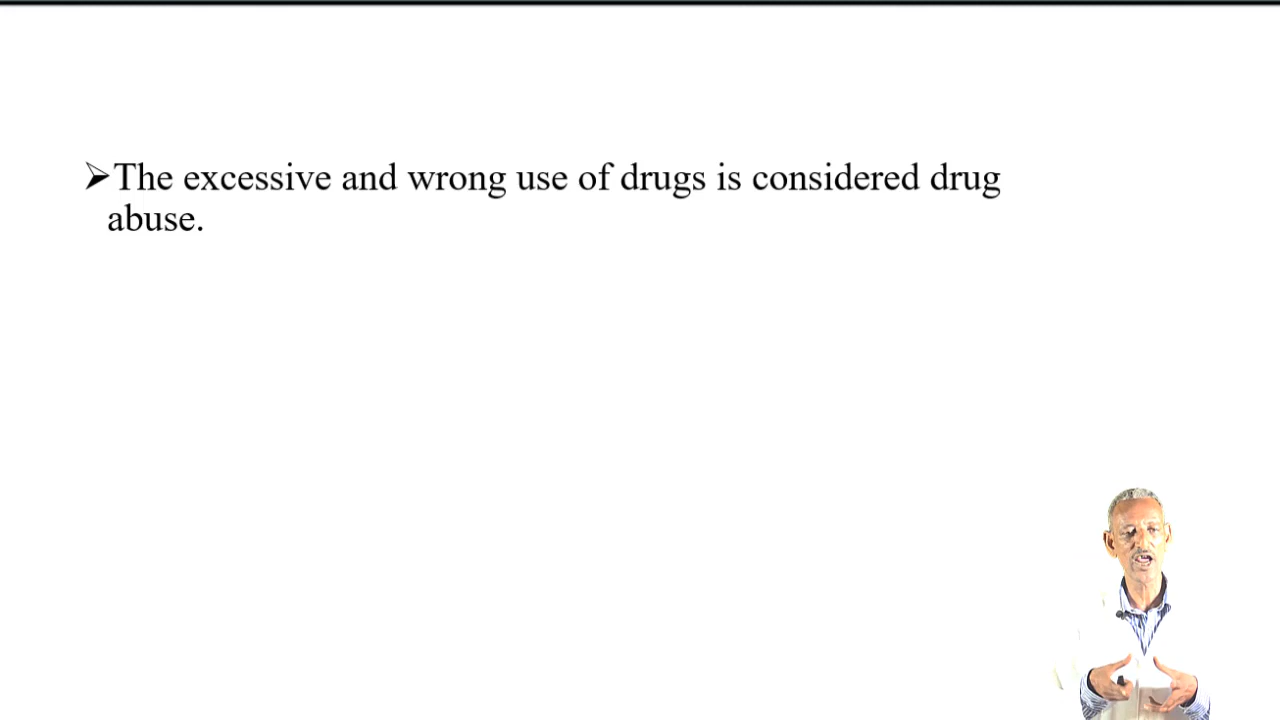 ➢The excessive and wrong use of drugs is considered drug
abuse.